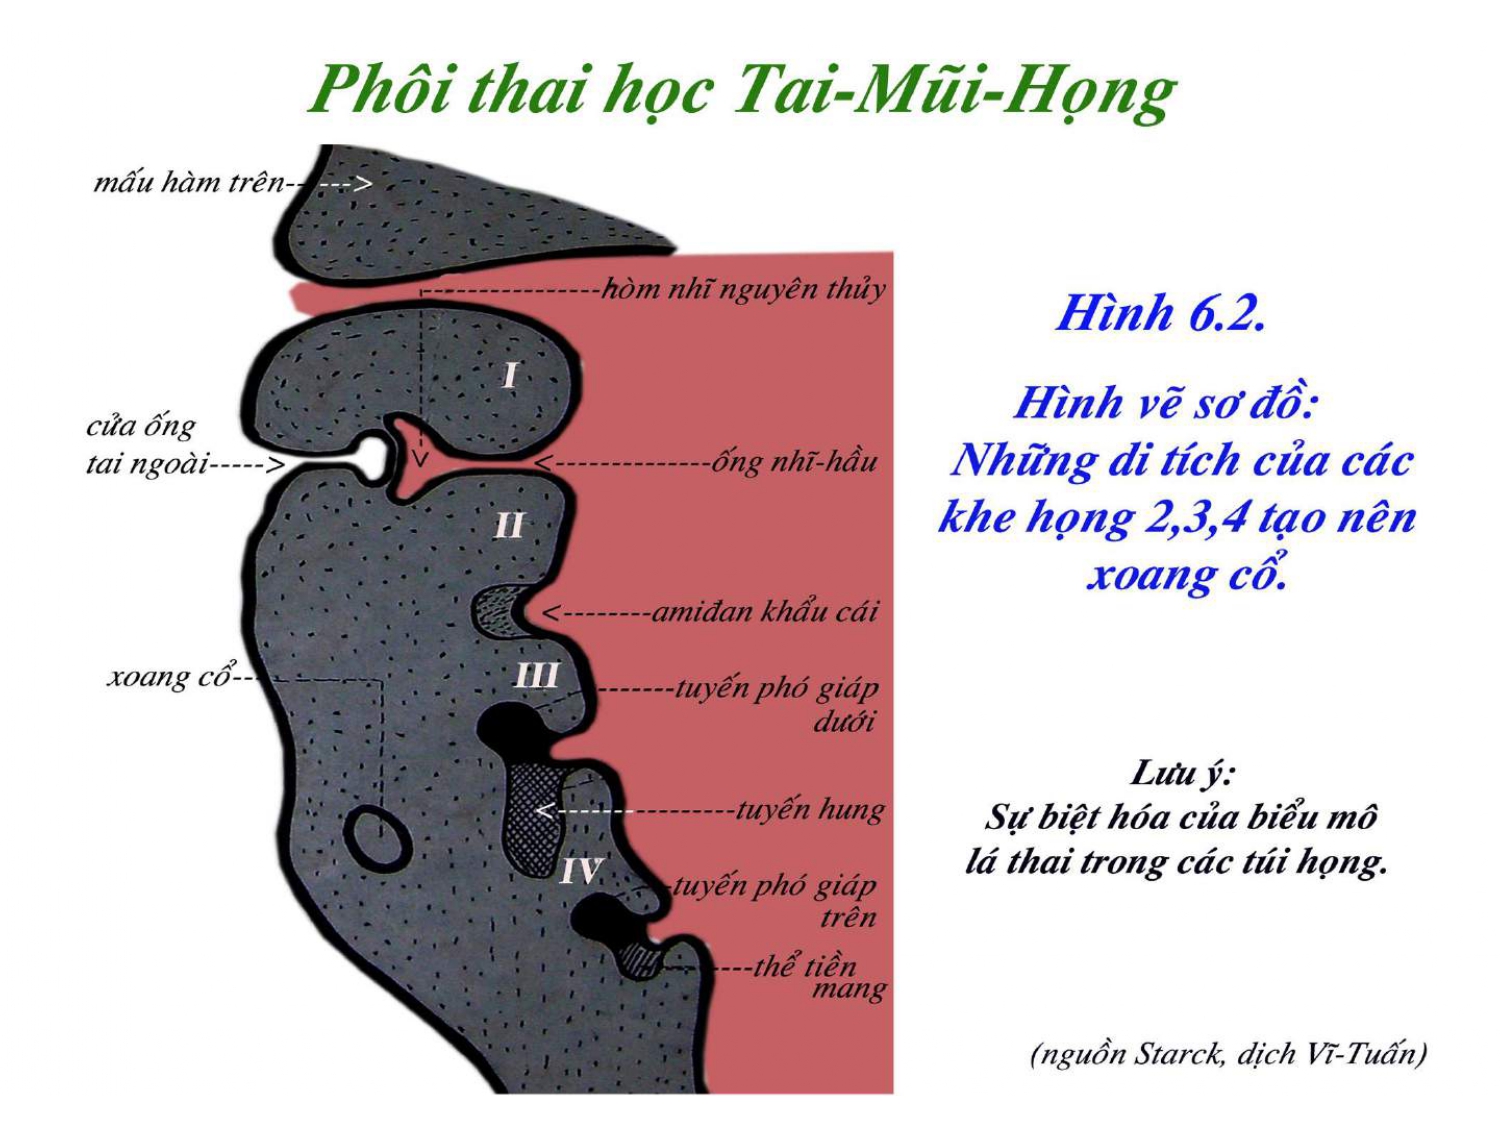 Phôi thai học Tai-Mũi-Họng
mấu hàm trên
hòm nhĩ nguyên thủy
I
cửa ống
tai ngoài
ống nhĩ-hầu
II
amiđan khẩu cái
xoang cổ
III
tuyến phó giáp
dưới
tuyến hung
IV
tuyến phó giáp
trên
thể tiền
mang
Hình 6.2.
Hình vẽ sơ đồ:
Những di tích của các
khe họng 2,3,4 tạo nên
xoang cổ.
Lưu ý:
Sự biệt hóa của biểu mô
lá thai trong các túi họng.
(nguồn Starck, dịch Vĩ-Tuấn)